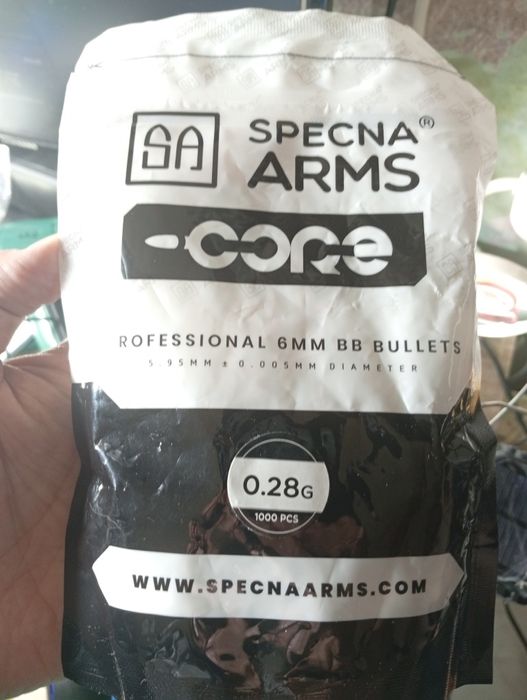 SA
SPECNA®
ARMS
CORE
ROFESSIONAL 6MM BB BULLETS
5.95MM ± 0.005MM DIAMETER
0.28G
1000 PCS
WWW.SPECNAARMS.COM